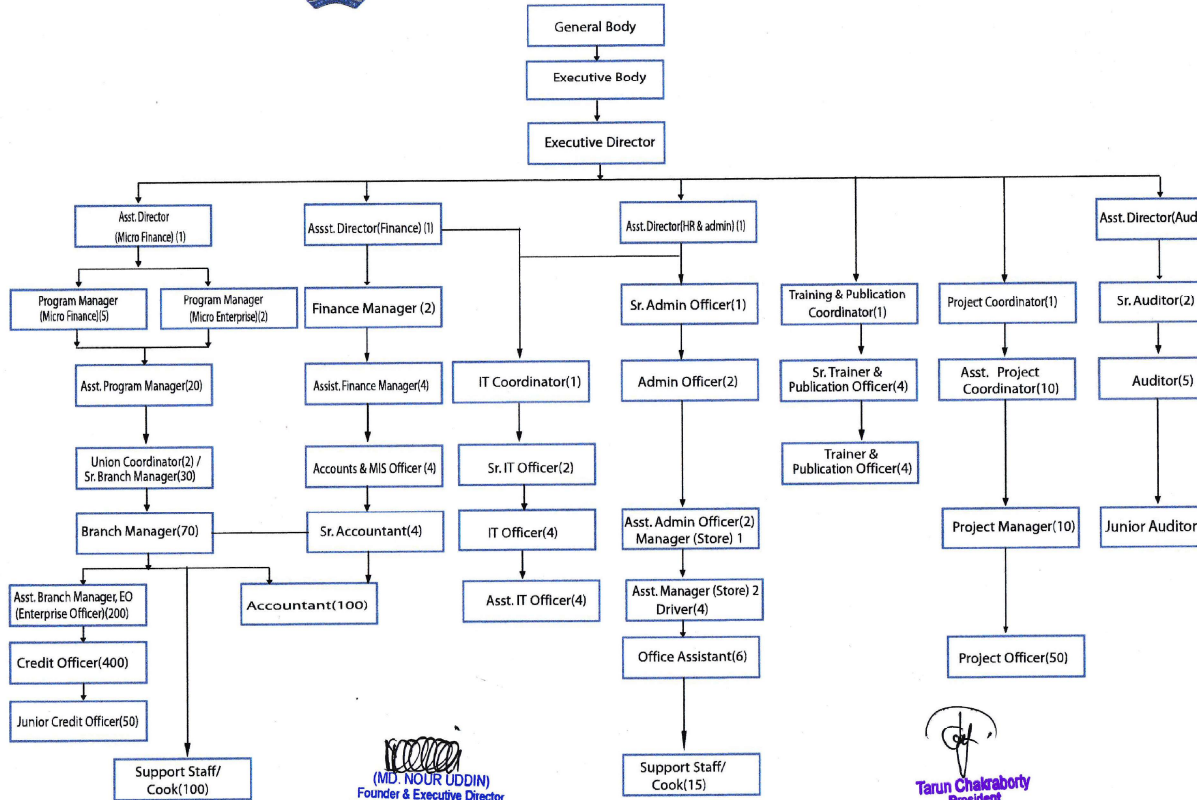 General Body
Executive Body
Executive Director
Asst. Director
(Micro Finance) (1)
Assst. Director(Finance) (1)
Asst. Director(HR & admin) (1)
Asst. Director(Aud
Program Manager
(Micro Finance)(5)
Program Manager
(Micro Enterprise)(2)
Finance Manager (2)
Sr. Admin Officer(1)
Training & Publication
Coordinator(1)
Project Coordinator(1)
Sr. Auditor(2)
Asst. Program Manager(20)
Assist. Finance Manager(4)
IT Coordinator(1)
Admin Officer(2)
Sr. Trainer &
Publication Officer(4)
Asst. Project
Coordinator(10)
Auditor(5)
Union Coordinator(2) /
Sr. Branch Manager(30)
Accounts & MIS Officer (4)
Sr. IT Officer(2)
Trainer &
Publication Officer(4)
Branch Manager(70)
Sr. Accountant(4)
IT Officer(4)
Asst. Admin Officer(2)
Manager (Store) 1
Project Manager(10)
Junior Auditor
Asst. Branch Manager, EO
(Enterprise Officer)(200)
Accountant(100)
Asst. IT Officer(4)
Asst. Manager (Store) 2
Driver(4)
Credit Officer(400)
Office Assistant(6)
Project Officer(50)
Junior Credit Officer(50)
Support Staff/
Cook(100)
Support Staff/
Cook(15)
(MD. NOUR UDDIN)
Founder & Executive Director
Tarun Chakraborty
President